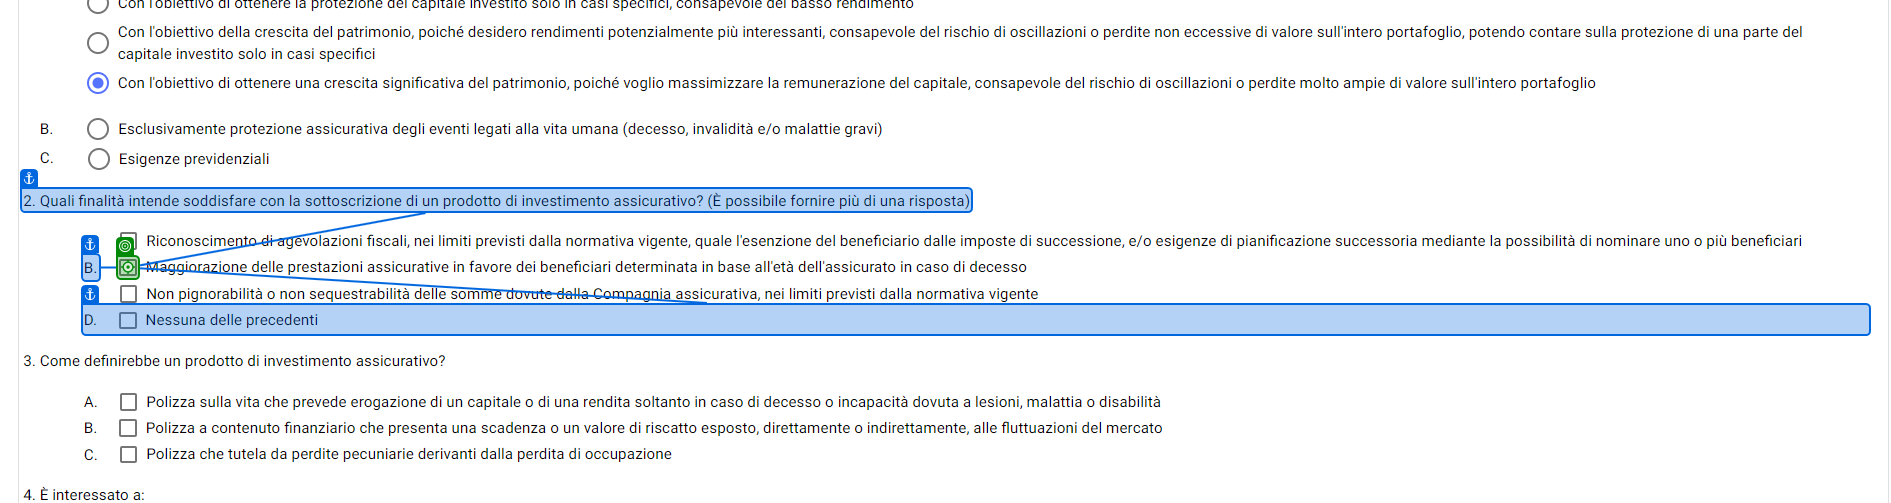 Con l'obiettivo di ottenere la protezione del capitale investito solo in casi specifici, consapevole del basso rendimento
Con l'obiettivo della crescita del patrimonio, poiché desidero rendimenti potenzialmente più interessanti, consapevole del rischio di oscillazioni o perdite non eccessive di valore sull'intero portafoglio, potendo contare sulla protezione di una parte del
capitale investito solo in casi specifici
Con l'obiettivo di ottenere una crescita significativa del patrimonio, poiché voglio massimizzare la remunerazione del capitale, consapevole del rischio di oscillazioni o perdite molto ampie di valore sull'intero portafoglio
B. Esclusivamente protezione assicurativa degli eventi legati alla vita umana (decesso, invalidità e/o malattie gravi)
C. Esigenze previdenziali
2. Quali finalità intende soddisfare con la sottoscrizione di un prodotto di investimento assicurativo? (È possibile fornire più di una risposta)
Riconoscimento di agevolazioni fiscali, nei limiti previsti dalla normativa vigente, quale l'esenzione del beneficiario dalle imposte di successione, e/o esigenze di pianificazione successoria mediante la possibilità di nominare uno o più beneficiari
B. Maggiorazione delle prestazioni assicurative in favore dei beneficiari determinata in base all'età dell'assicurato in caso di decesso
Non pignorabilità o non sequestrabilità delle somme dovute dalla Compagnia assicurativa, nei limiti previsti dalla normativa vigente
D. Nessuna delle precedenti
3. Come definirebbe un prodotto di investimento assicurativo?
A. Polizza sulla vita che prevede erogazione di un capitale o di una rendita soltanto in caso di decesso o incapacità dovuta a lesioni, malattia o disabilità
B. Polizza a contenuto finanziario che presenta una scadenza o un valore di riscatto esposto, direttamente o indirettamente, alle fluttuazioni del mercato
C. Polizza che tutela da perdite pecuniarie derivanti dalla perdita di occupazione
4. È interessato a: